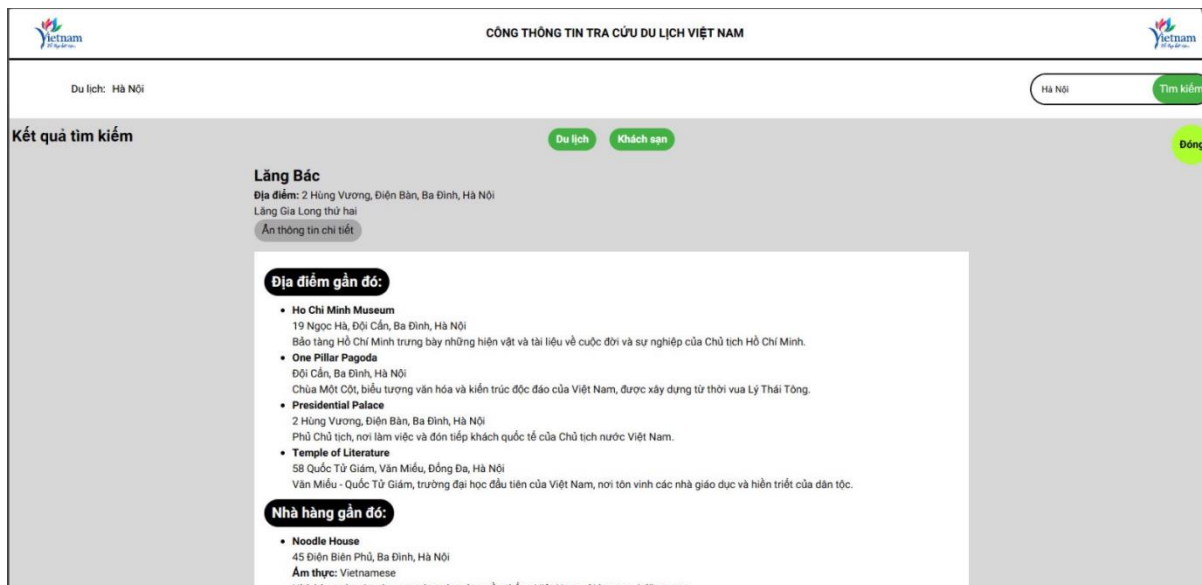 Vietnam
CÔNG THÔNG TIN TRA CỨU DU LỊCH VIỆT NAM
Vietnam
Du lịch: Hà Nội
Hà Nội
Tìm kiếm
Kết quả tìm kiếm
Du lịch
Khách sạn
Đóng
Lăng Bác
Địa điểm: 2 Hùng Vương, Điện Bàn, Ba Đình, Hà Nội
Lăng Gia Long thứ hai
Ẩn thông tin chi tiết
Địa điểm gần đó:
Ho Chi Minh Museum
19 Ngọc Hà, Đội Cấn, Ba Đình, Hà Nội
Bảo tàng Hồ Chí Minh trưng bày những hiện vật và tài liệu về cuộc đời và sự nghiệp của Chủ tịch Hồ Chí Minh.
One Pillar Pagoda
Đội Cấn, Ba Đình, Hà Nội
Chùa Một Cột, biểu tượng văn hóa và kiến trúc độc đáo của Việt Nam, được xây dựng từ thời vua Lý Thái Tông.
Presidential Palace
2 Hùng Vương, Điện Bàn, Ba Đình, Hà Nội
Phủ Chủ tịch, nơi làm việc và đón tiếp khách quốc tế của Chủ tịch nước Việt Nam.
Temple of Literature
58 Quốc Tử Giám, Văn Miếu, Đống Đa, Hà Nội
Văn Miếu - Quốc Tử Giám, trường đại học đầu tiên của Việt Nam, nơi tôn vinh các nhà giáo dục và hiền triết của dân tộc.
Nhà hàng gần đó:
Noodle House
45 Điện Biên Phủ, Ba Đình, Hà Nội
Ẩm thực: Vietnamese